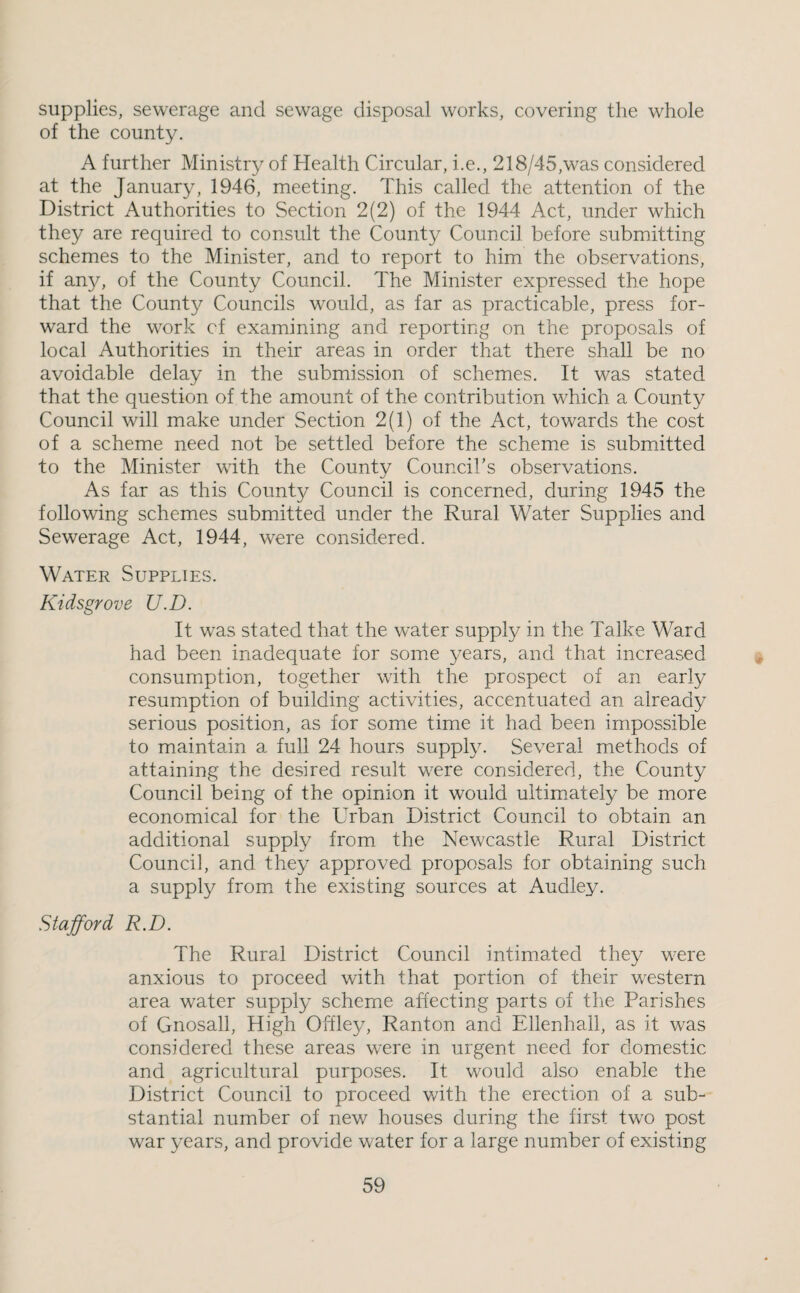 supplies, sewerage and sewage disposal works, covering the whole
of the county.
A further Ministry of Health Circular, i.e., 218/45,was considered
at the January, 1946, meeting. This called the attention of the
District Authorities to Section 2(2) of the 1944 Act, under which
they are required to consult the County Council before submitting
schemes to the Minister, and to report to him the observations,
if any, of the County Council. The Minister expressed the hope
that the County Councils would, as far as practicable, press for-
ward the work of examining and reporting on the proposals of
local Authorities in their areas in order that there shall be no
avoidable delay in the submission of schemes. It was stated
that the question of the amount of the contribution which a County
Council will make under Section 2(1) of the Act, towards the cost
of a scheme need not be settled before the scheme is submitted
to the Minister with the County Council's observations.
As far as this County Council is concerned, during 1945 the
following schemes submitted under the Rural Water Supplies and
Sewerage Act, 1944, were considered.
WATER SUPPLIES.
Kidsgrove U.D.
It was stated that the water supply in the Talke Ward
had been inadequate for some years, and that increased
consumption, together with the prospect of an early
resumption of building activities, accentuated an already
serious position, as for some time it had been impossible
to maintain a full 24 hours supply. Several methods of
attaining the desired result were considered, the County
Council being of the opinion it would ultimately be more
economical for the Urban District Council to obtain an
additional supply from the Newcastle Rural District
Council, and they approved proposals for obtaining such
a supply from the existing sources at Audley.
Stafford R.D.
The Rural District Council intimated they were
anxious to proceed with that portion of their western
area water supply scheme affecting parts of the Parishes
of Gnosall, High Offley, Ranton and Ellenhall, as it was
considered these areas were in urgent need for domestic
and agricultural purposes. It would also enable the
District Council to proceed with the erection of a sub-
stantial number of new houses during the first two post
war years, and provide water for a large number of existing
59